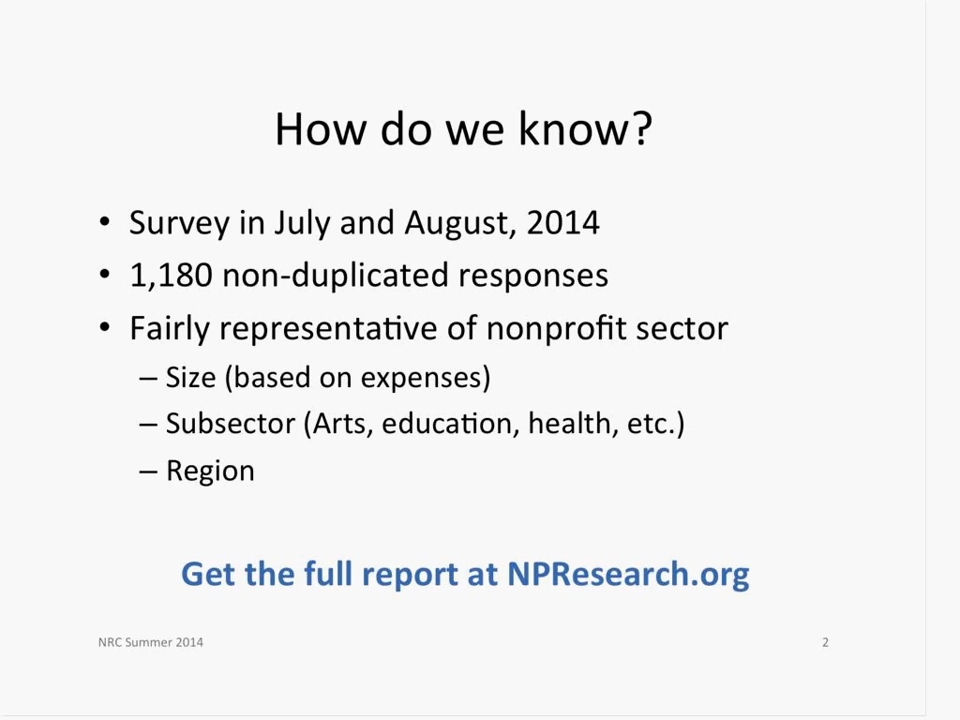 How do we know?
• Survey in July and August, 2014
• 1,180 non-duplicated responses
• Fairly representative of nonprofit sector
– Size (based on expenses)
– Subsector (Arts, education, health, etc.)
– Region
Get the full report at NPResearch.org
NRC Summer 2014 2